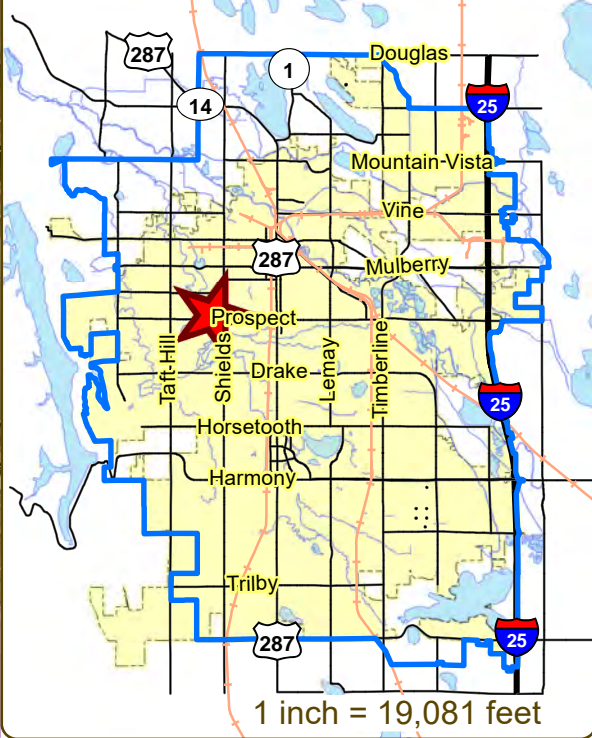 287
Douglas
1
14
25
Mountain-Vista
Vine
287
Mulberry
Prospect
Taft-Hill
Shields
Drake
Lemay
Timberline
25
Horsetooth
Harmony
Trilby
287
25
1 inch = 19,081 feet